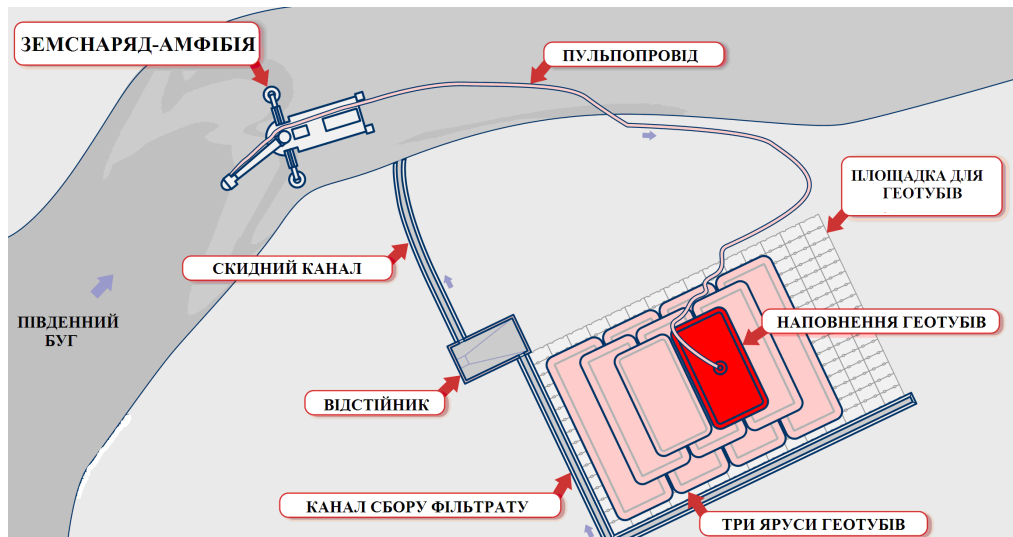 ЗЕМСНАРЯД-АМФІБІЯ
ПУЛЬПОПРОВІД
ПЛОЩАДКА ДЛЯ
ГЕОТУБІВ
СКИДНИЙ КАНАЛ
ПІВДЕННИЙ
БУГ
НАПОВНЕННЯ ГЕОТУБІВ
ВІДСТІЙНИК
КАНАЛ СБОРУ ФІЛЬТРАТУ
ТРИ ЯРУСИ ГЕОТУБІВ